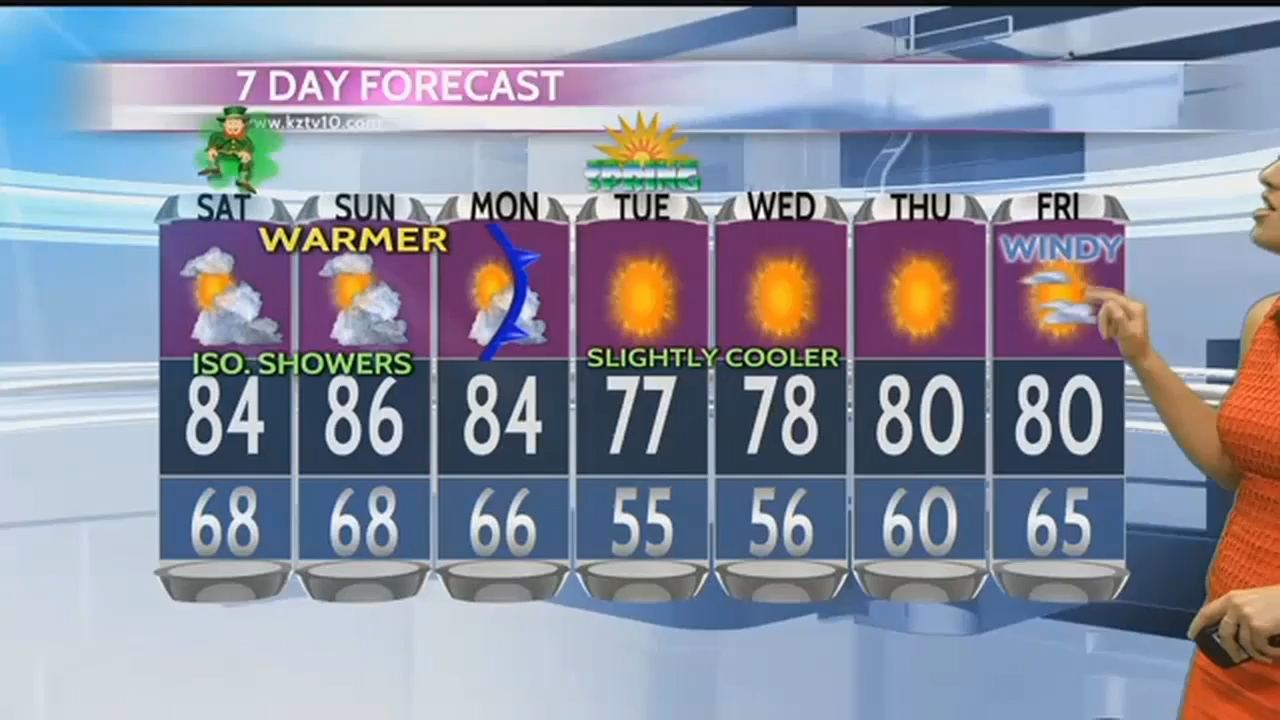 7 DAY FORECAST
www.kztv10.com
SPRING
SAT SUN MON TUE WED THU FRI
WARMER WINDY
ISO. SHOWERS SLIGHTLY COOLER
84 86 84 77 78 80 80
68 68 66 55 56 60 65